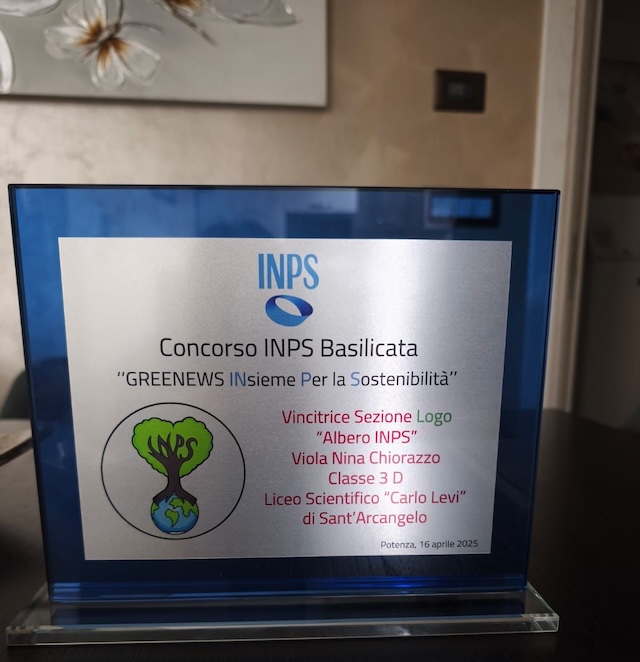 INPS
Concorso INPS Basilicata
‘‘GREENEWS INsieme Per la Sostenibilità’’
INPS
Vincitrice Sezione Logo
“Albero INPS”
Viola Nina Chiorazzo
Classe 3 D
Liceo Scientifico “Carlo Levi”
di Sant’Arcangelo
Potenza, 16 aprile 2025